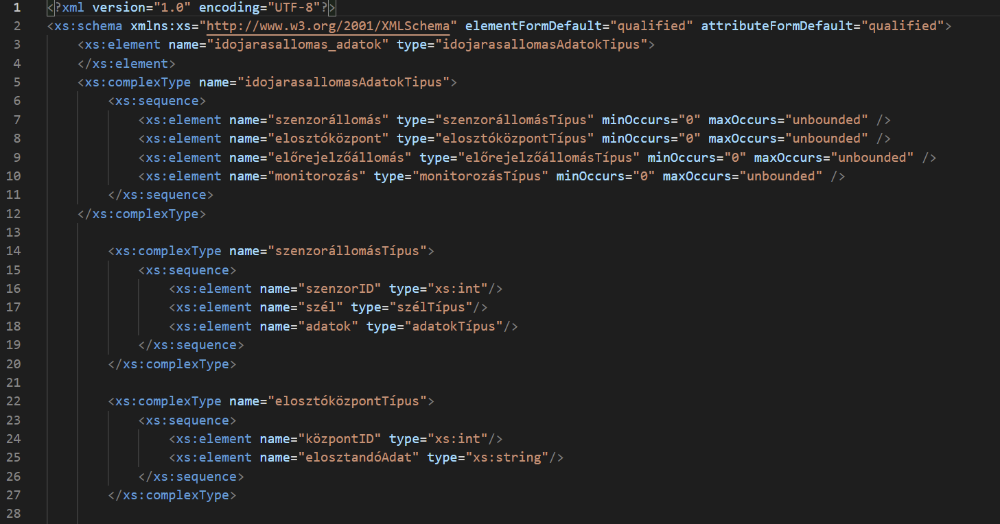 1 <?xml version="1.0" encoding="UTF-8"?>
2 <xs:schema xmlns:xs="http://www.w3.org/2001/XMLSchema" elementFormDefault="qualified" attributeFormDefault="qualified">
3 <xs:element name="idojarasallomas_adatok" type="idojarasallomasAdatokTipus">
4 </xs:element>
5 <xs:complexType name="idojarasallomasAdatokTipus">
6 <xs:sequence>
7 <xs:element name="szenzorállomás" type="szenzorállomásTípus" minOccurs="0" maxOccurs="unbounded" />
8 <xs:element name="elosztóközpont" type="elosztóközpontTípus" minOccurs="0" maxOccurs="unbounded" />
9 <xs:element name="előrejelzőállomás" type="előrejelzőállomásTípus" minOccurs="0" maxOccurs="unbounded" />
10 <xs:element name="monitorozás" type="monitorozásTípus" minOccurs="0" maxOccurs="unbounded" />
11 </xs:sequence>
12 </xs:complexType>
13
14 <xs:complexType name="szenzorállomásTípus">
15 <xs:sequence>
16 <xs:element name="szenzorID" type="xs:int"/>
17 <xs:element name="szél" type="szélTípus"/>
18 <xs:element name="adatok" type="adatokTípus"/>
19 </xs:sequence>
20 </xs:complexType>
21
22 <xs:complexType name="elosztóközpontTípus">
23 <xs:sequence>
24 <xs:element name="központID" type="xs:int"/>
25 <xs:element name="elosztandóAdat" type="xs:string"/>
26 </xs:sequence>
27 </xs:complexType>
28